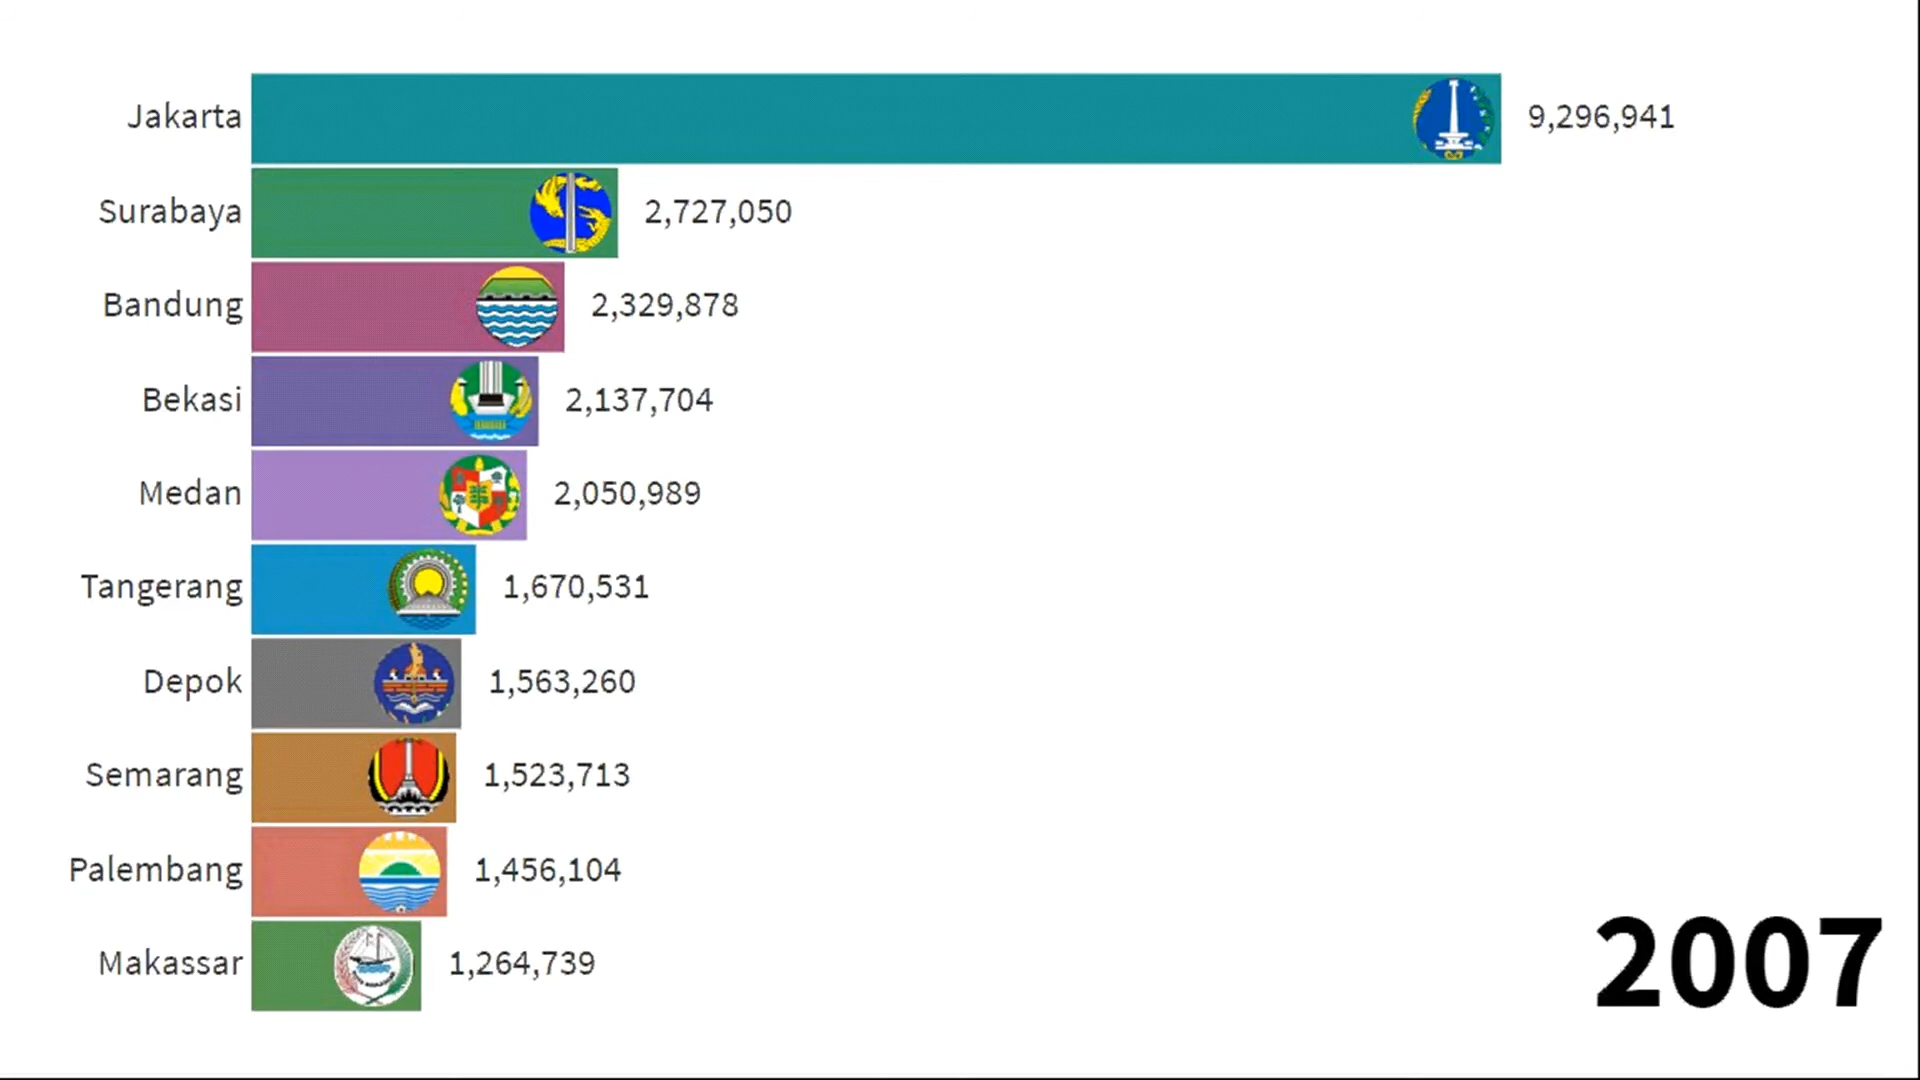 Jakarta 9,296,941
Surabaya 2,727,050
Bandung 2,329,878
Bekasi 2,137,704
Medan 2,050,989
Tangerang 1,670,531
Depok 1,563,260
Semarang 1,523,713
Palembang 1,456,104
Makassar 1,264,739
2007